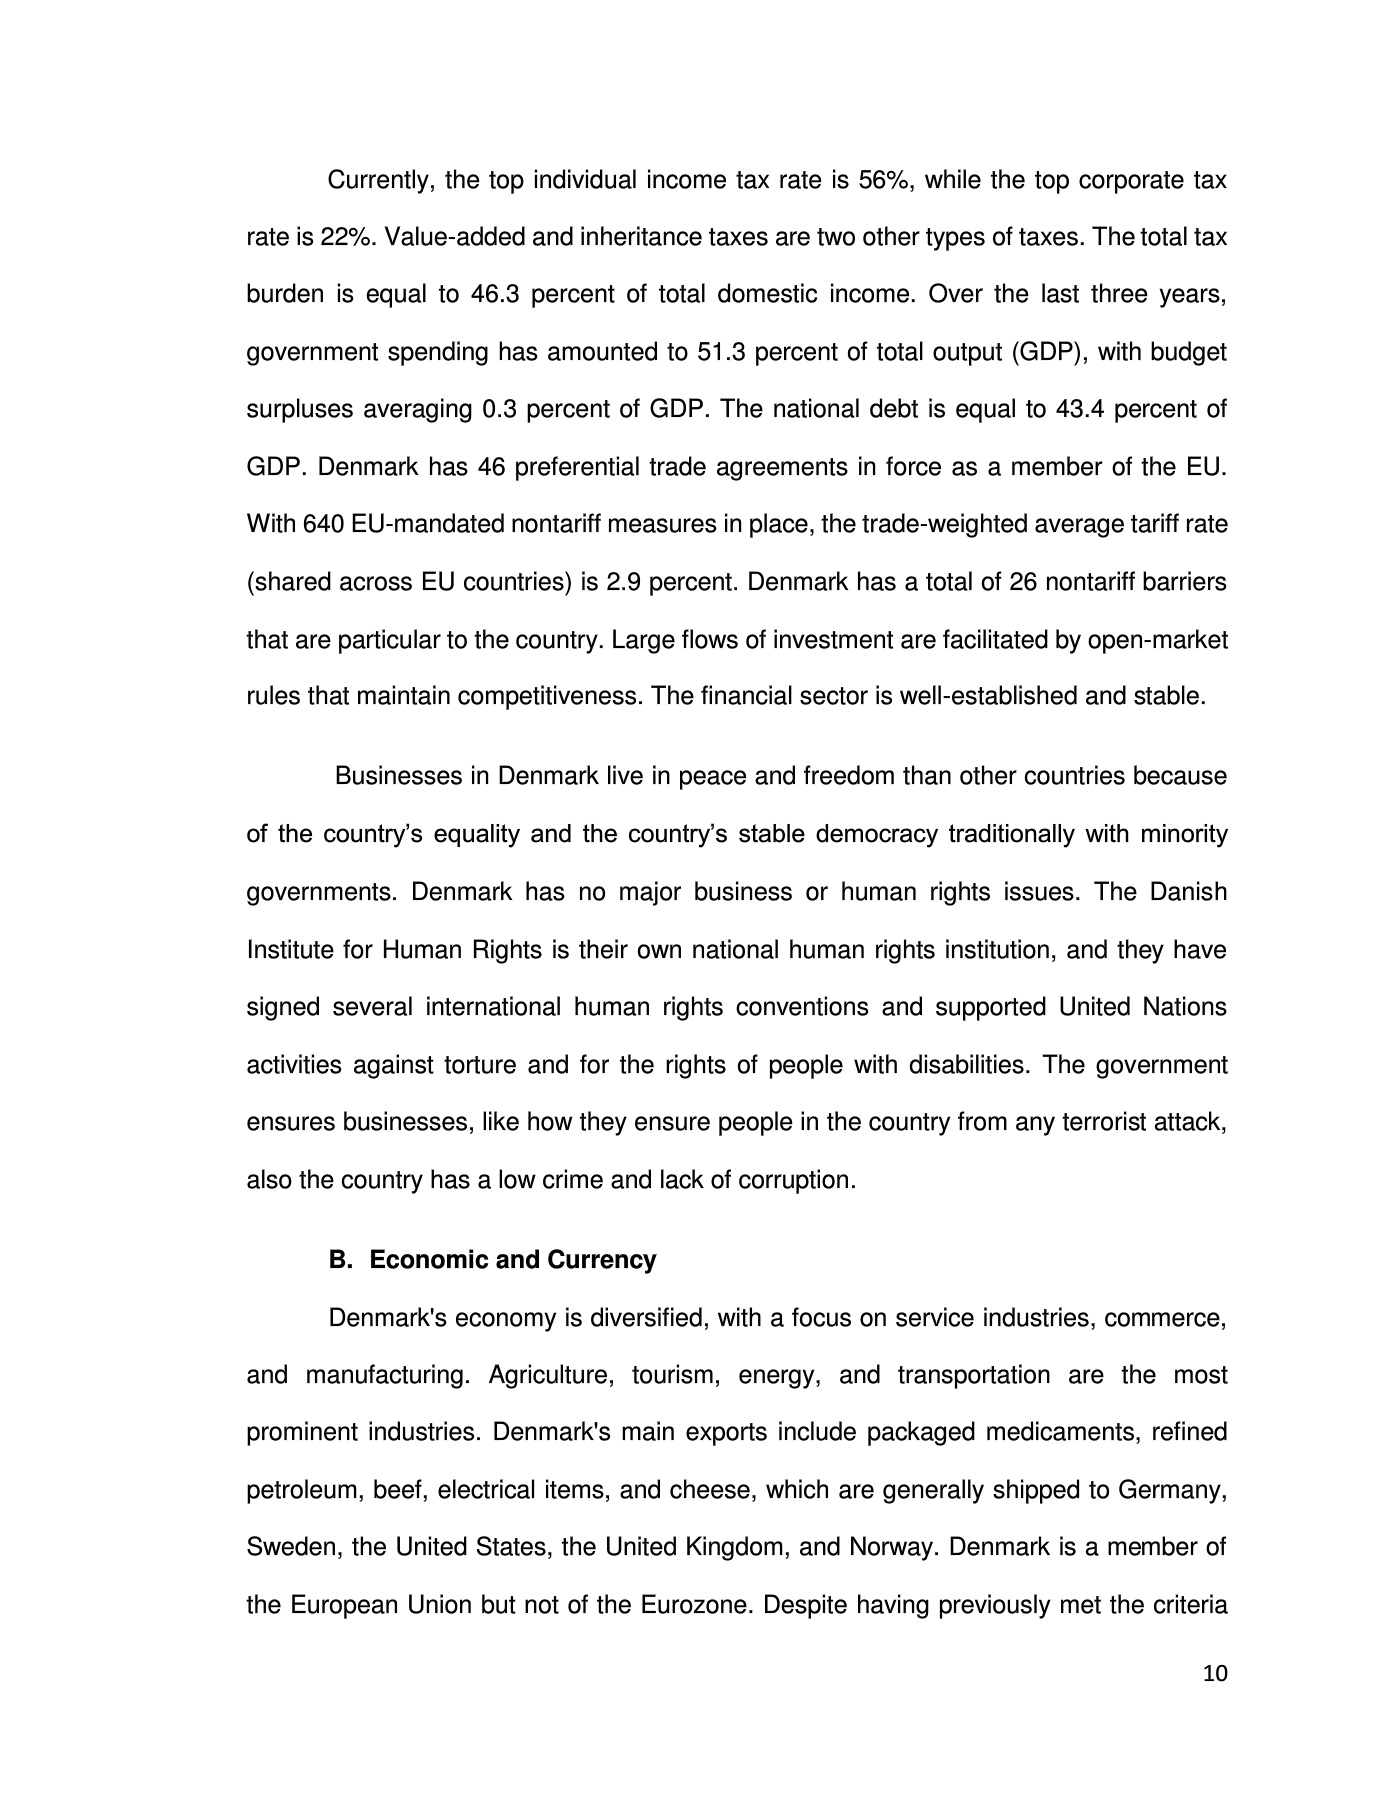 Currently, the top individual income tax rate is 56%, while the top corporate tax
rate is 22%. Value-added and inheritance taxes are two other types of taxes. The total tax
burden is equal to 46.3 percent of total domestic income. Over the last three years,
government spending has amounted to 51.3 percent of total output (GDP), with budget
surpluses averaging 0.3 percent of GDP. The national debt is equal to 43.4 percent of
GDP. Denmark has 46 preferential trade agreements in force as a member of the EU.
With 640 EU-mandated nontariff measures in place, the trade-weighted average tariff rate
(shared across EU countries) is 2.9 percent. Denmark has a total of 26 nontariff barriers
that are particular to the country. Large flows of investment are facilitated by open-market
rules that maintain competitiveness. The financial sector is well-established and stable.
Businesses in Denmark live in peace and freedom than other countries because
of the country’s equality and the country’s stable democracy traditionally with minority
governments. Denmark has no major business or human rights issues. The Danish
Institute for Human Rights is their own national human rights institution, and they have
signed several international human rights conventions and supported United Nations
activities against torture and for the rights of people with disabilities. The government
ensures businesses, like how they ensure people in the country from any terrorist attack,
also the country has a low crime and lack of corruption.
B. Economic and Currency
Denmark's economy is diversified, with a focus on service industries, commerce,
and manufacturing. Agriculture, tourism, energy, and transportation are the most
prominent industries. Denmark's main exports include packaged medicaments, refined
petroleum, beef, electrical items, and cheese, which are generally shipped to Germany,
Sweden, the United States, the United Kingdom, and Norway. Denmark is a member of
the European Union but not of the Eurozone. Despite having previously met the criteria
10